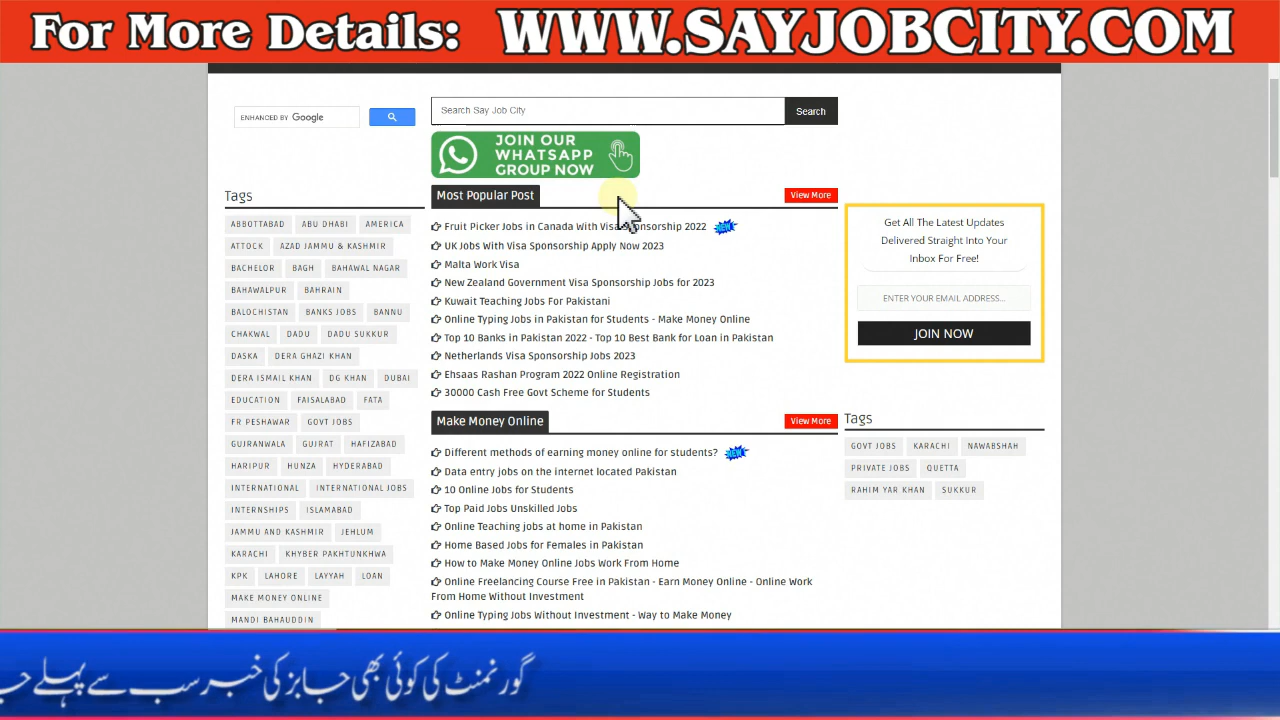 For More Details: WWW.SAYJOBCITY.COM
ENHANCED BY Google
Search Say Job City
Search
JOIN OUR
WHATSAPP
GROUP NOW
Tags
ABBOTTABAD ABU DHABI AMERICA
ATTOCK AZAD JAMMU & KASHMIR
BACHELOR BAGH BAHAWAL NAGAR
BAHAWALPUR BAHRAIN
BALOCHISTAN BANKS JOBS BANNU
CHAKWAL DADU DADU SUKKUR
DASKA DERA GHAZI KHAN
DERA ISMAIL KHAN DG KHAN DUBAI
EDUCATION FAISALABAD FATA
FR PESHAWAR GOVT JOBS
GUJRANWALA GUJRAT HAFIZABAD
HARIPUR HUNZA HYDERABAD
INTERNATIONAL INTERNATIONAL JOBS
INTERNSHIPS ISLAMABAD
JAMMU AND KASHMIR JEHLUM
KARACHI KHYBER PAKHTUNKHWA
KPK LAHORE LAYYAH LOAN
MAKE MONEY ONLINE
MANDI BAHAUDDIN
Most Popular Post View More
Fruit Picker Jobs in Canada With Visa Sponsorship 2022 NEW
UK Jobs With Visa Sponsorship Apply Now 2023
Malta Work Visa
New Zealand Government Visa Sponsorship Jobs for 2023
Kuwait Teaching Jobs For Pakistani
Online Typing Jobs in Pakistan for Students - Make Money Online
Top 10 Banks in Pakistan 2022 - Top 10 Best Bank for Loan in Pakistan
Netherlands Visa Sponsorship Jobs 2023
Ehsaas Rashan Program 2022 Online Registration
30000 Cash Free Govt Scheme for Students
Make Money Online View More
Different methods of earning money online for students? NEW
Data entry jobs on the internet located Pakistan
10 Online Jobs for Students
Top Paid Jobs Unskilled Jobs
Online Teaching jobs at home in Pakistan
Home Based Jobs for Females in Pakistan
How to Make Money Online Jobs Work From Home
Online Freelancing Course Free in Pakistan - Earn Money Online - Online Work
From Home Without Investment
Online Typing Jobs Without Investment - Way to Make Money
Get All The Latest Updates
Delivered Straight Into Your
Inbox For Free!
ENTER YOUR EMAIL ADDRESS...
JOIN NOW
Tags
GOVT JOBS KARACHI NAWABSHAH
PRIVATE JOBS QUETTA
RAHIM YAR KHAN SUKKUR
گورنمنٹ کی کوئی بھی جابز کی خبر سب سے پہلے